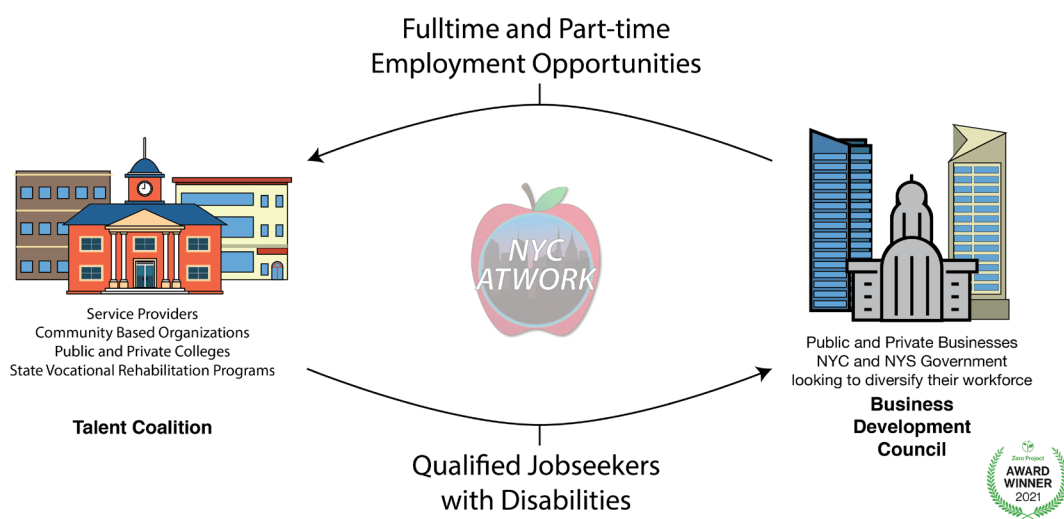 Fulltime and Part-time
Employment Opportunities
NYC
ATWORK
Service Providers
Community Based Organizations
Public and Private Colleges
State Vocational Rehabilitation Programs
Talent Coalition
Public and Private Businesses
NYC and NYS Government
looking to diversify their workforce
Business
Development
Council
Qualified Jobseekers
with Disabilities
Zero Project
AWARD
WINNER
2021